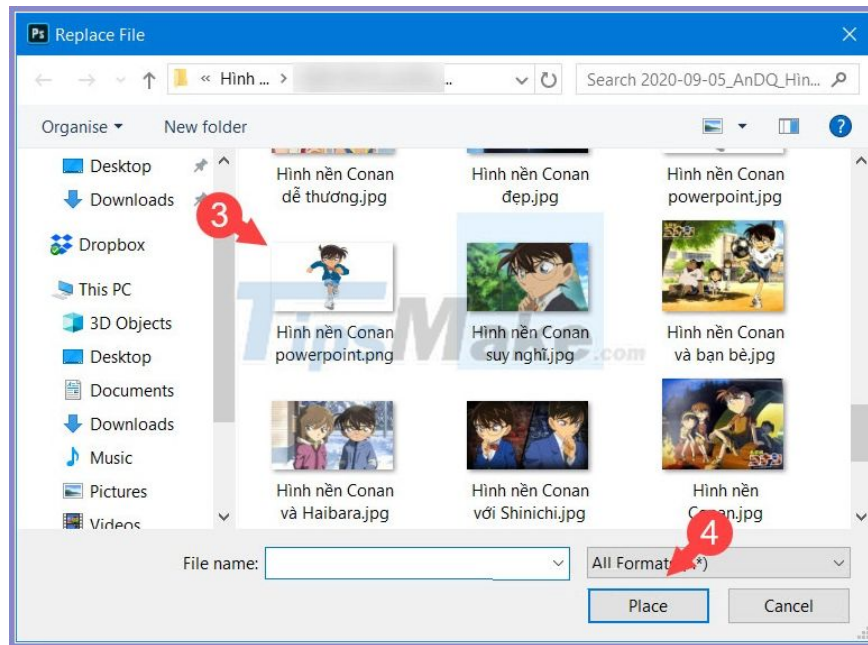 Ps Replace File
« Hình ... > ..
Search 2020-09-05_AnDQ_Hìn...
Organise
New folder
?
Desktop
Downloads
Dropbox
This PC
3D Objects
Desktop
Documents
Downloads
Music
Pictures
Videos
Hình nền Conan
dễ thương.jpg
Hình nền Conan
đẹp.jpg
Hình nền Conan
powerpoint.jpg
3
Hình nền Conan
powerpoint.png
Hình nền Conan
suy nghĩ.jpg
Hình nền Conan
và bạn bè.jpg
TipsMake.com
Hình nền Conan
và Haibara.jpg
Hình nền Conan
với Shinichi.jpg
Hình nền
Conan.jpg
4
File name:
All Formats (*.*)
Place
Cancel